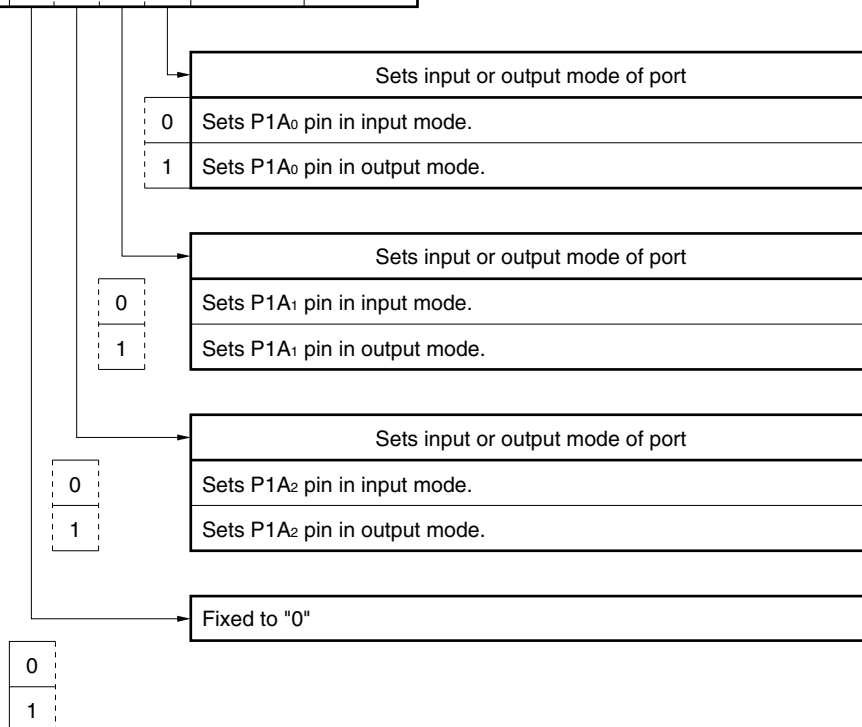 Sets input or output mode of port
0 Sets P1A₀ pin in input mode.
1 Sets P1A₀ pin in output mode.
Sets input or output mode of port
0 Sets P1A₁ pin in input mode.
1 Sets P1A₁ pin in output mode.
Sets input or output mode of port
0 Sets P1A₂ pin in input mode.
1 Sets P1A₂ pin in output mode.
Fixed to "0"
0
1